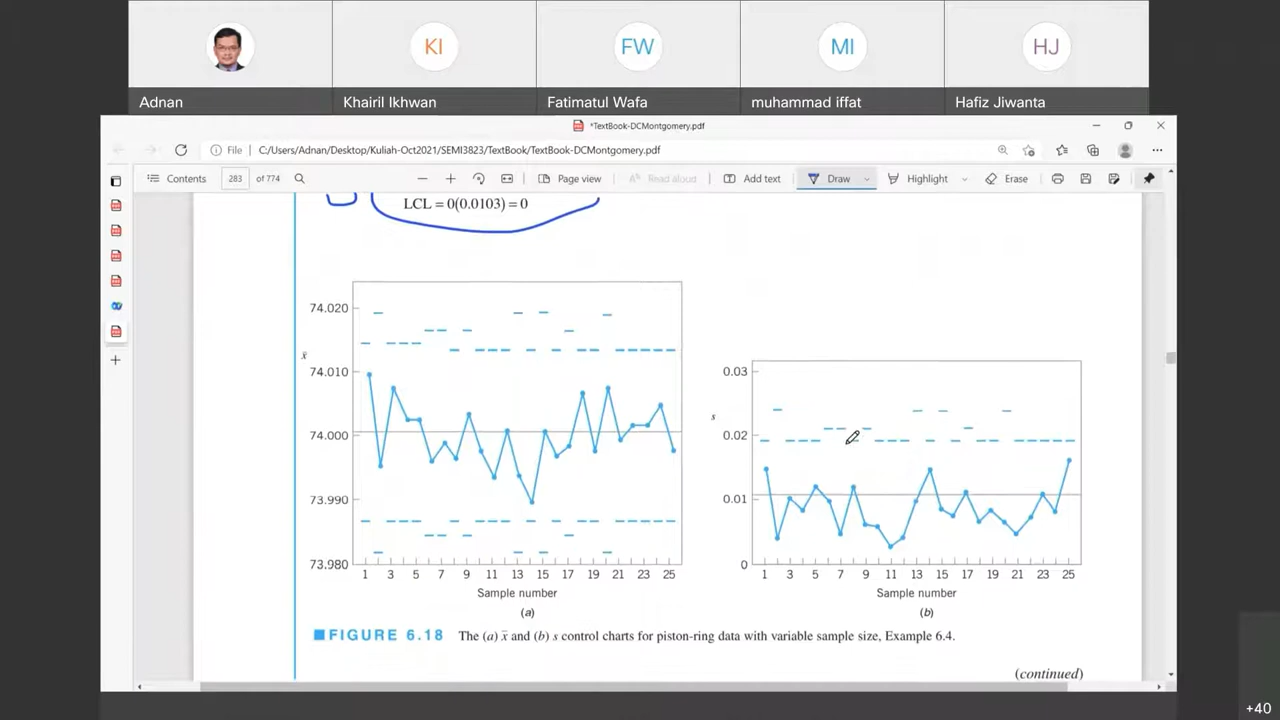 KI
FW
MI
HJ
Adnan
Khairil Ikhwan
Fatimatul Wafa
muhammad iffat
Hafiz Jiwanta
*TextBook-DCMontgomery.pdf
File | C:/Users/Adnan/Desktop/Kuliah-Oct2021/SEMI3823/TextBook/TextBook-DCMontgomery.pdf
Contents
283
of 774
Page view
Read aloud
Add text
Draw
Highlight
Erase
LCL = 0(0.0103) = 0
74.020
x̄
74.010
74.000
73.990
73.980
1 3 5 7 9 11 13 15 17 19 21 23 25
Sample number
(a)
0.03
s
0.02
0.01
0
1 3 5 7 9 11 13 15 17 19 21 23 25
Sample number
(b)
FIGURE 6.18 The (a) x̄ and (b) s control charts for piston-ring data with variable sample size, Example 6.4.
(continued)
+40